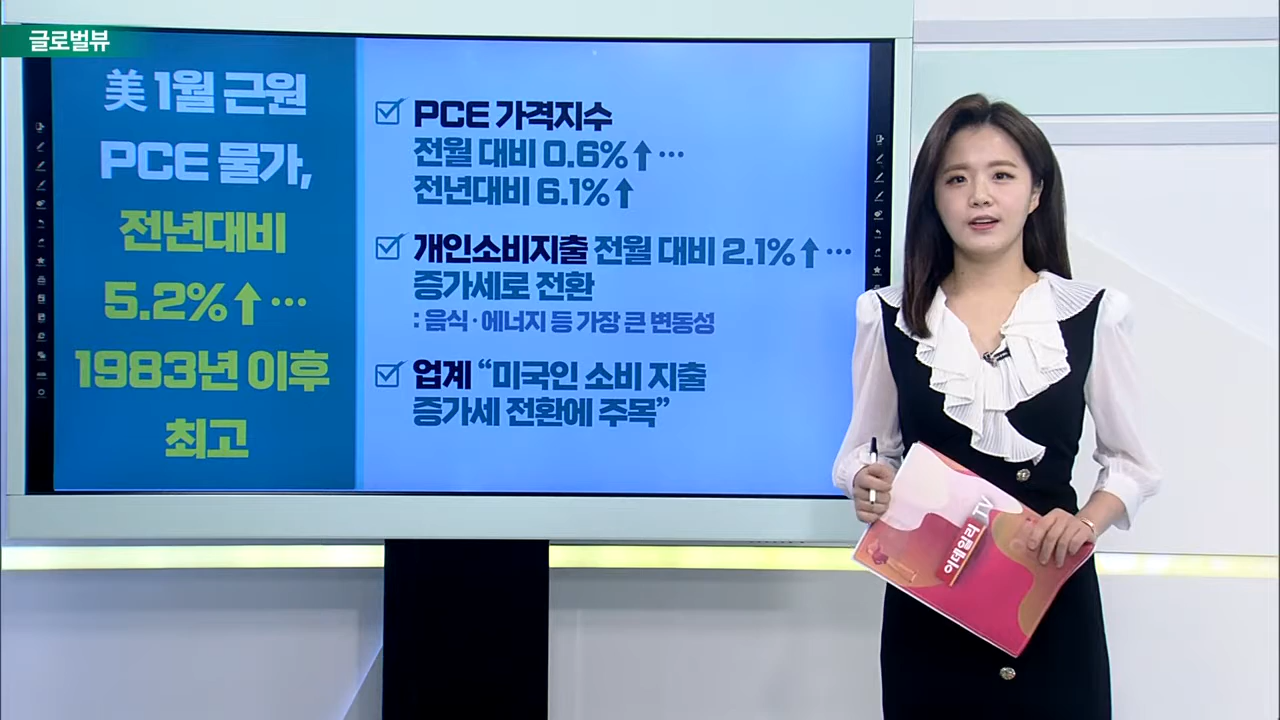 글로벌뷰
美 1월 근원
PCE 물가,
전년대비
5.2%↑…
1983년 이후
최고
PCE 가격지수
전월 대비 0.6%↑…
전년대비 6.1%↑
개인소비지출 전월 대비 2.1%↑…
증가세로 전환
: 음식·에너지 등 가장 큰 변동성
업계 “미국인 소비 지출
증가세 전환에 주목”
이데일리 TV